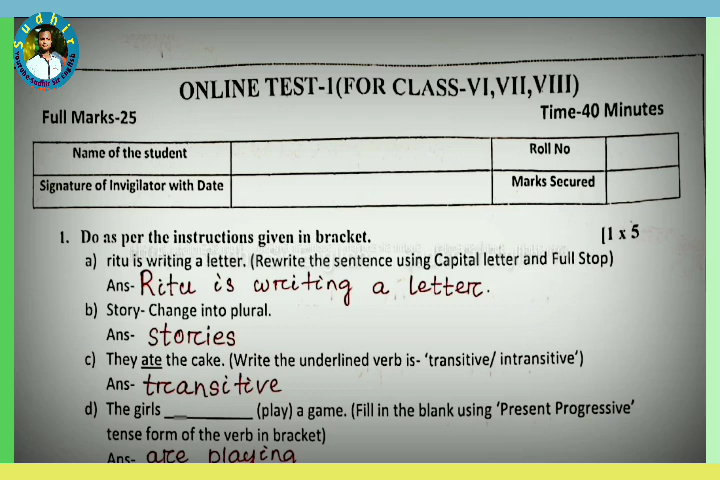 Sudhir
Youtube-Sudhir Sir English
ONLINE TEST-1(FOR CLASS-VI,VII,VIII)
Full Marks-25 Time-40 Minutes
Name of the student Roll No
Signature of Invigilator with Date Marks Secured
1. Do as per the instructions given in bracket. [1 x 5
a) ritu is writing a letter. (Rewrite the sentence using Capital letter and Full Stop)
Ans- Ritu is writing a letter.
b) Story- Change into plural.
Ans- stories
c) They ate the cake. (Write the underlined verb is- ‘transitive/ intransitive’)
Ans- transitive
d) The girls __________ (play) a game. (Fill in the blank using ‘Present Progressive’
tense form of the verb in bracket)
Ans- are playing